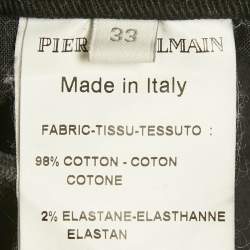 PIER 33 LMAIN
Made in Italy
FABRIC-TISSU-TESSUTO :
98% COTTON - COTON
COTONE
2% ELASTANE-ELASTHANNE
ELASTAN